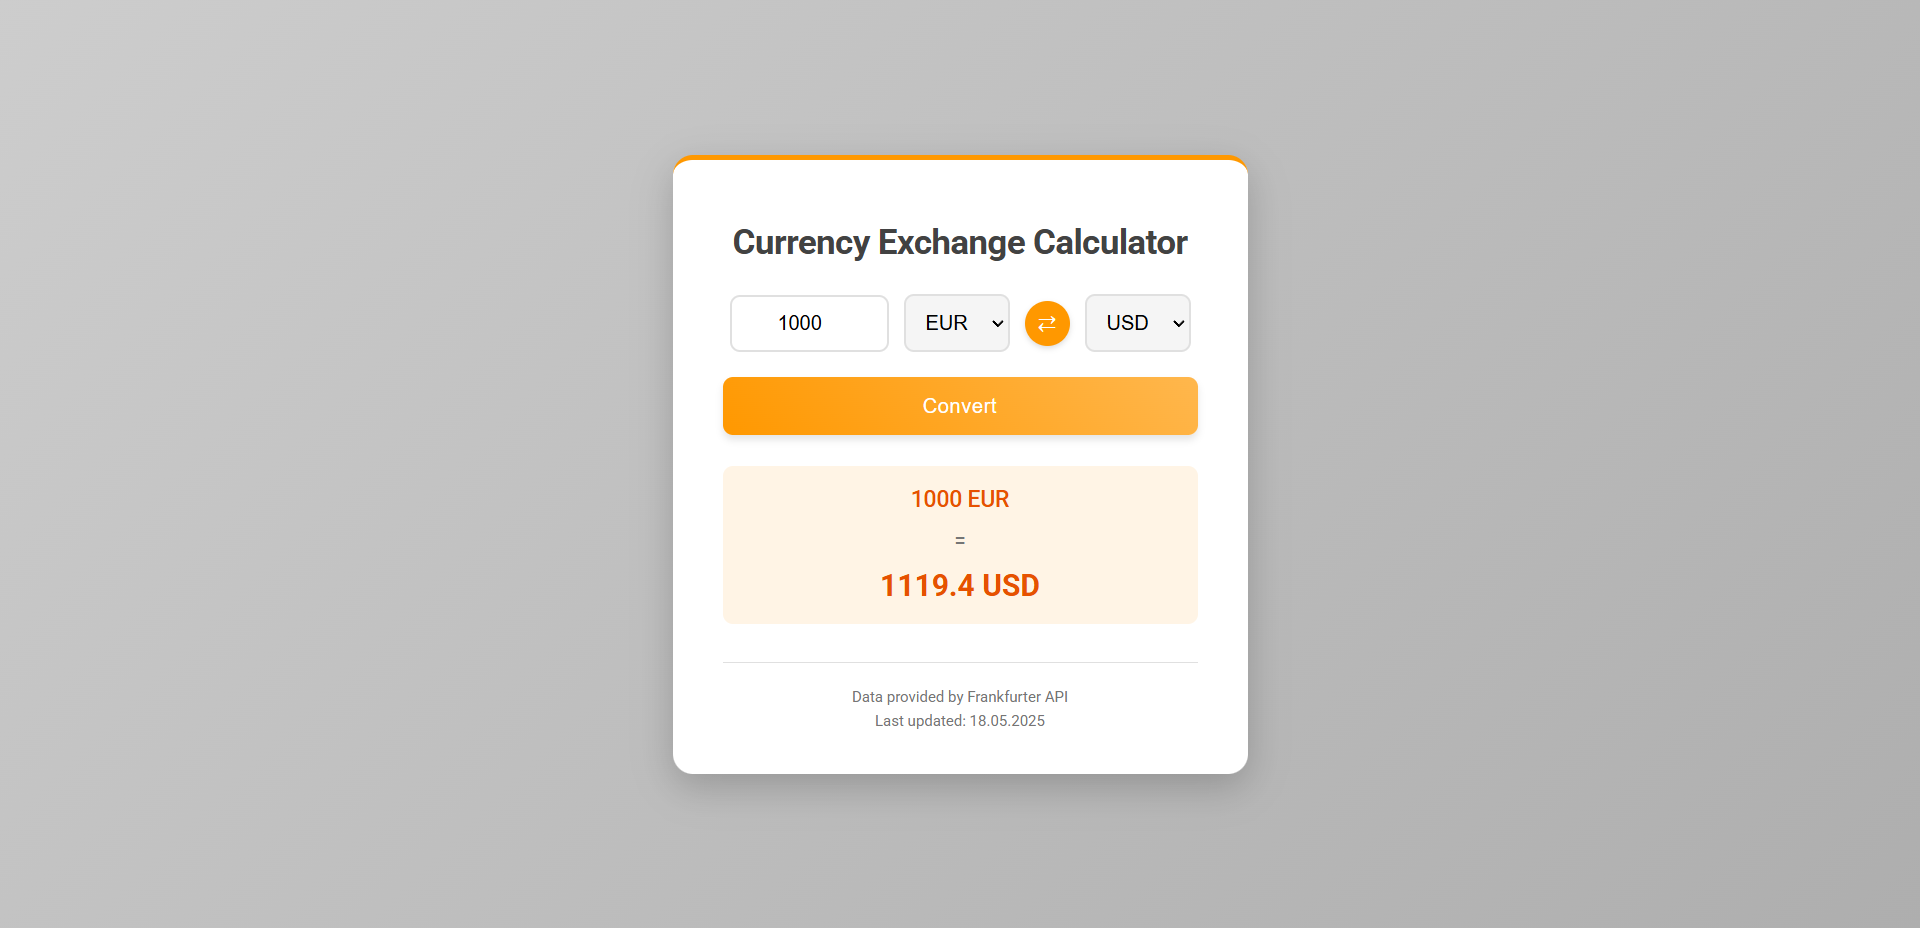 Currency Exchange Calculator
1000 EUR ⇄ USD
Convert
1000 EUR
=
1119.4 USD
Data provided by Frankfurter API
Last updated: 18.05.2025